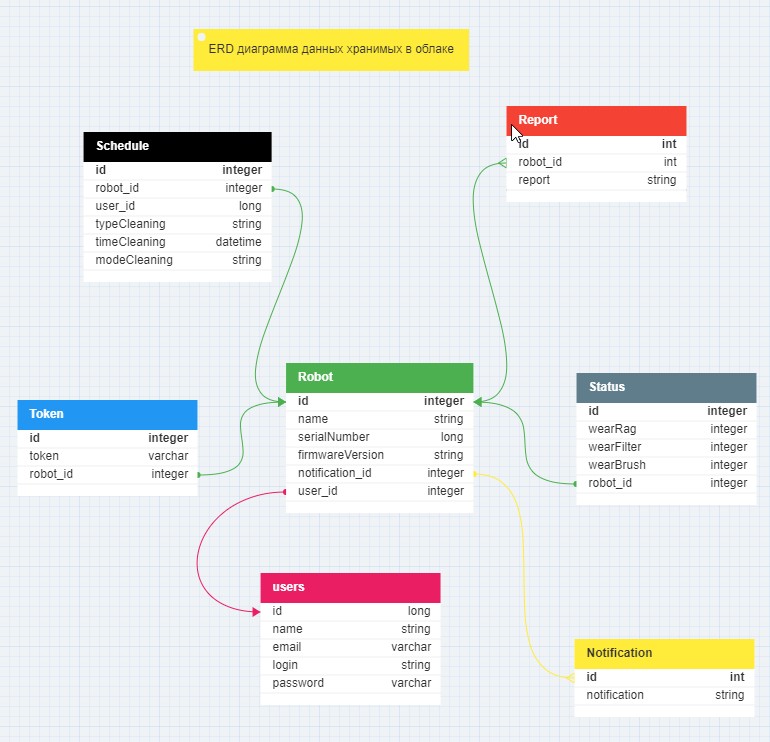 ERD диаграмма данных хранимых в облаке
Schedule
id integer
robot_id integer
user_id long
typeCleaning string
timeCleaning datetime
modeCleaning string
Report
id int
robot_id int
report string
Robot
id integer
name string
serialNumber long
firmwareVersion string
notification_id integer
user_id integer
Status
id integer
wearRag integer
wearFilter integer
wearBrush integer
robot_id integer
Token
id integer
token varchar
robot_id integer
users
id long
name string
email varchar
login string
password varchar
Notification
id int
notification string